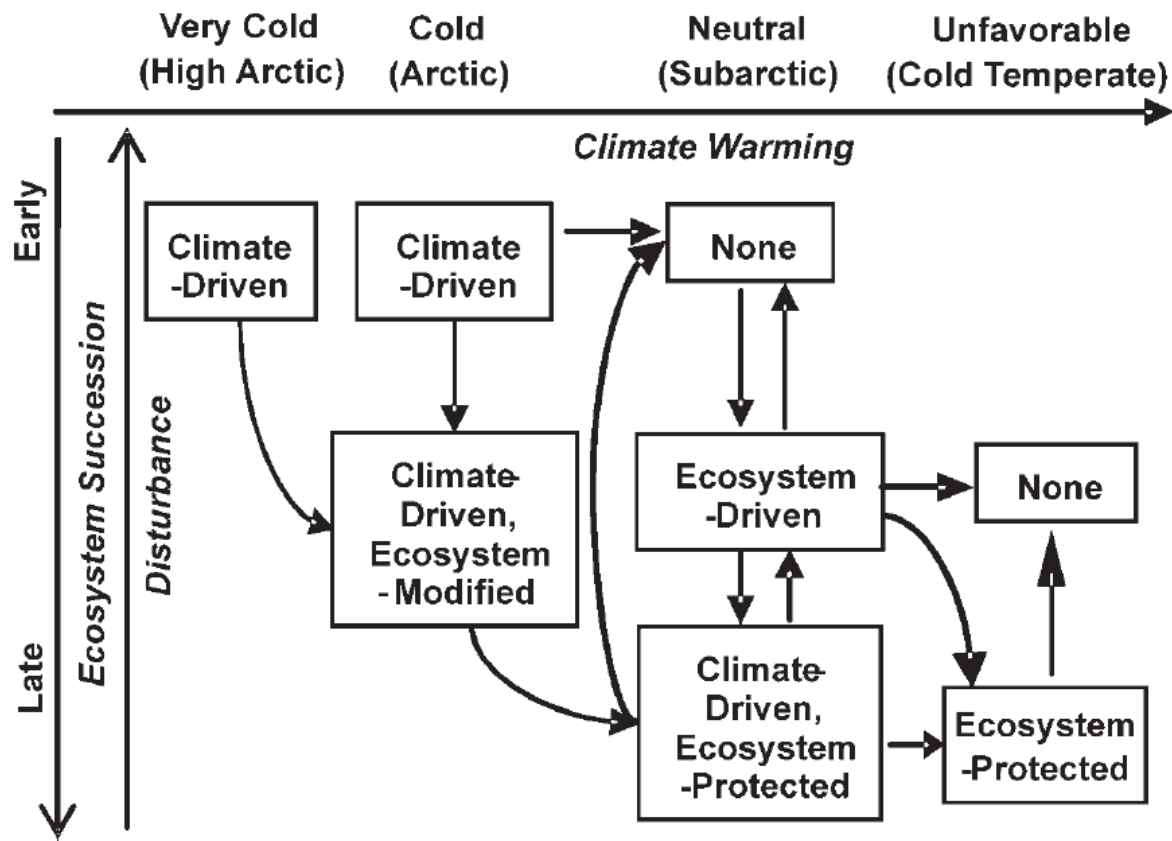 Very Cold
(High Arctic)
Cold
(Arctic)
Neutral
(Subarctic)
Unfavorable
(Cold Temperate)
Climate Warming
Early
Late
Ecosystem Succession
Disturbance
Climate
-Driven
Climate
-Driven
None
Climate-
Driven,
Ecosystem
-Modified
Ecosystem
-Driven
None
Climate-
Driven,
Ecosystem
-Protected
Ecosystem
-Protected